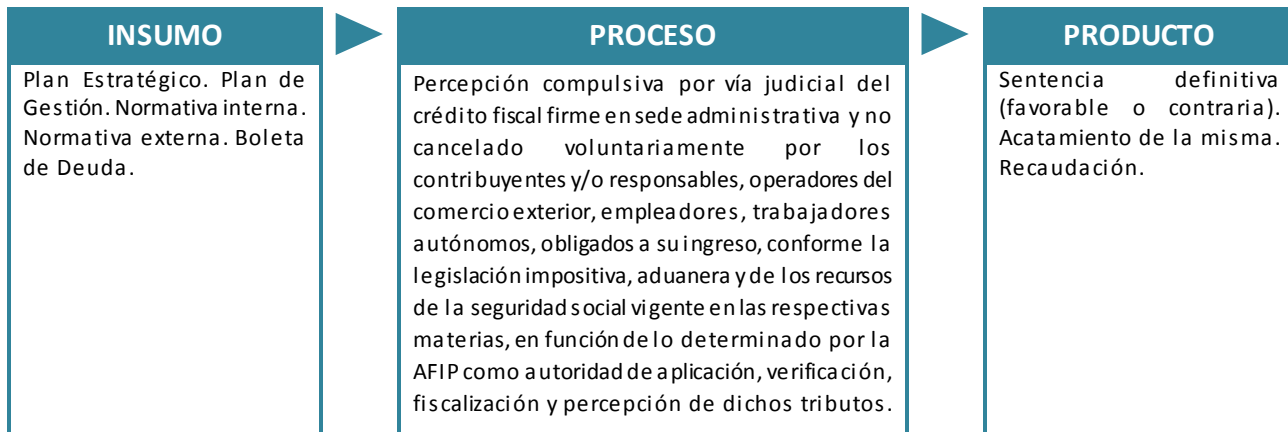 INSUMO
Plan Estratégico. Plan de
Gestión. Normativa interna.
Normativa externa. Boleta
de Deuda.
PROCESO
Percepción compulsiva por vía judicial del
crédito fiscal firme en sede administrativa y no
cancelado voluntariamente por los
contribuyentes y/o responsables, operadores del
comercio exterior, empleadores, trabajadores
autónomos, obligados a su ingreso, conforme la
legislación impositiva, aduanera y de los recursos
de la seguridad social vigente en las respectivas
materias, en función de lo determinado por la
AFIP como autoridad de aplicación, verificación,
fiscalización y percepción de dichos tributos.
PRODUCTO
Sentencia definitiva
(favorable o contraria).
Acatamiento de la misma.
Recaudación.